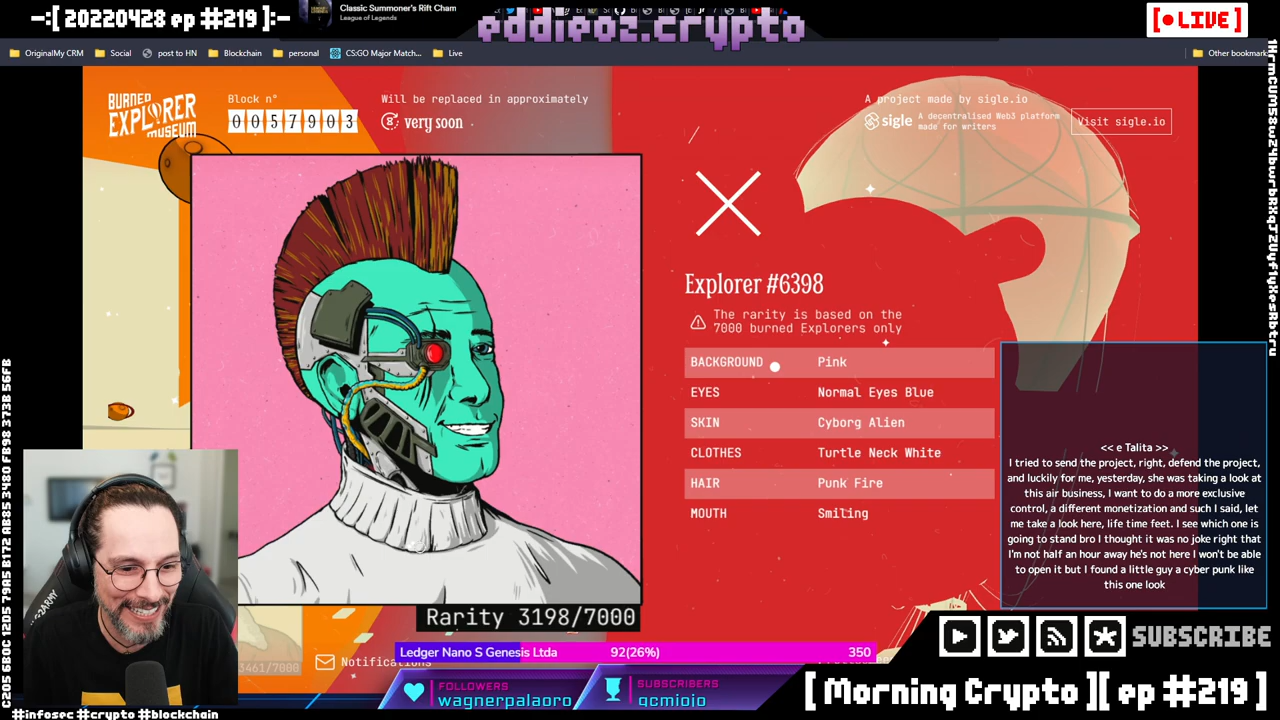 -:[ 20220428 ep #219 ]:-
Classic Summoner's Rift Cham
League of Legends
eddieoz.crypto
[ LIVE ]
OriginalMy CRM
Social
to HN
Blockchain
personal
CS:GO Major Match...
Live
Other bookmark
BURNED EXPLORER MUSEUM
Block n°
0057903
Will be replaced in approximately
very soon
A project made by sigle.io
sigle
A decentralised Web3 platform
made for writers
Visit sigle.io
Explorer #6398
The rarity is based on the
7000 burned Explorers only
BACKGROUND Pink
EYES Normal Eyes Blue
SKIN Cyborg Alien
CLOTHES Turtle Neck White
HAIR Punk Fire
MOUTH Smiling
Rarity 3198/7000
3461/7000
Notifications
<< e Talita >>
I tried to send the project, right, defend the project,
and luckily for me, yesterday, she was taking a look at
this air business, I want to do a more exclusive
control, a different monetization and such I said, let
me take a look here, life time feet. I see which one is
going to stand bro I thought it was no joke right that
I'm not half an hour away he's not here I won't be able
to open it but I found a little guy a cyber punk like
this one look
Ledger Nano S Genesis Ltda 92(26%) 350
FOLLOWERS
wagnerpalaoro
SUBSCRIBERS
gcmiojo
SUBSCRIBE
[ Morning Crypto ][ ep #219 ]
#infosec #crypto #blockchain